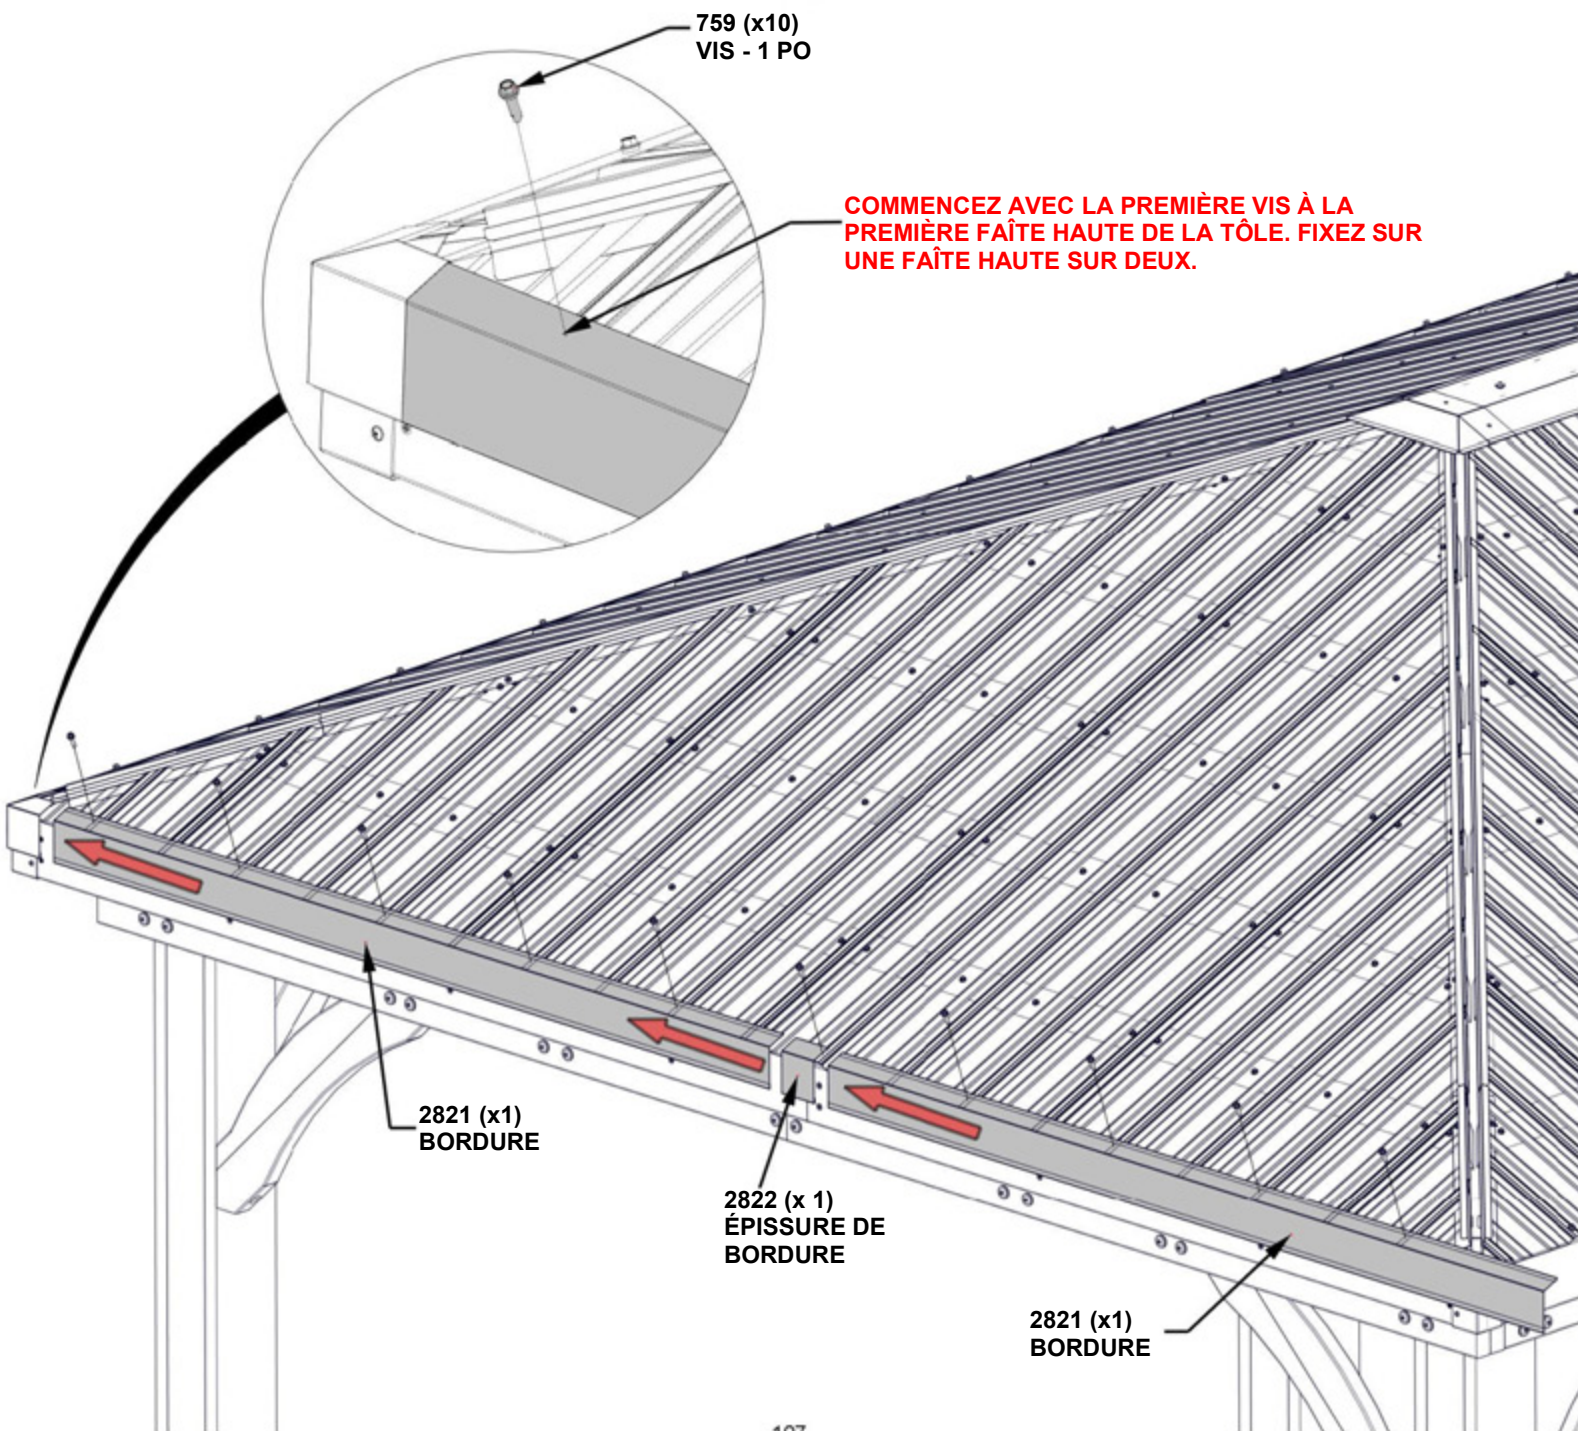 759 (x10)
VIS - 1 PO
COMMENCEZ AVEC LA PREMIÈRE VIS À LA
PREMIÈRE FAÎTE HAUTE DE LA TÔLE. FIXEZ SUR
UNE FAÎTE HAUTE SUR DEUX.
2821 (x1)
BORDURE
2822 (x 1)
ÉPISSURE DE
BORDURE
2821 (x1)
BORDURE